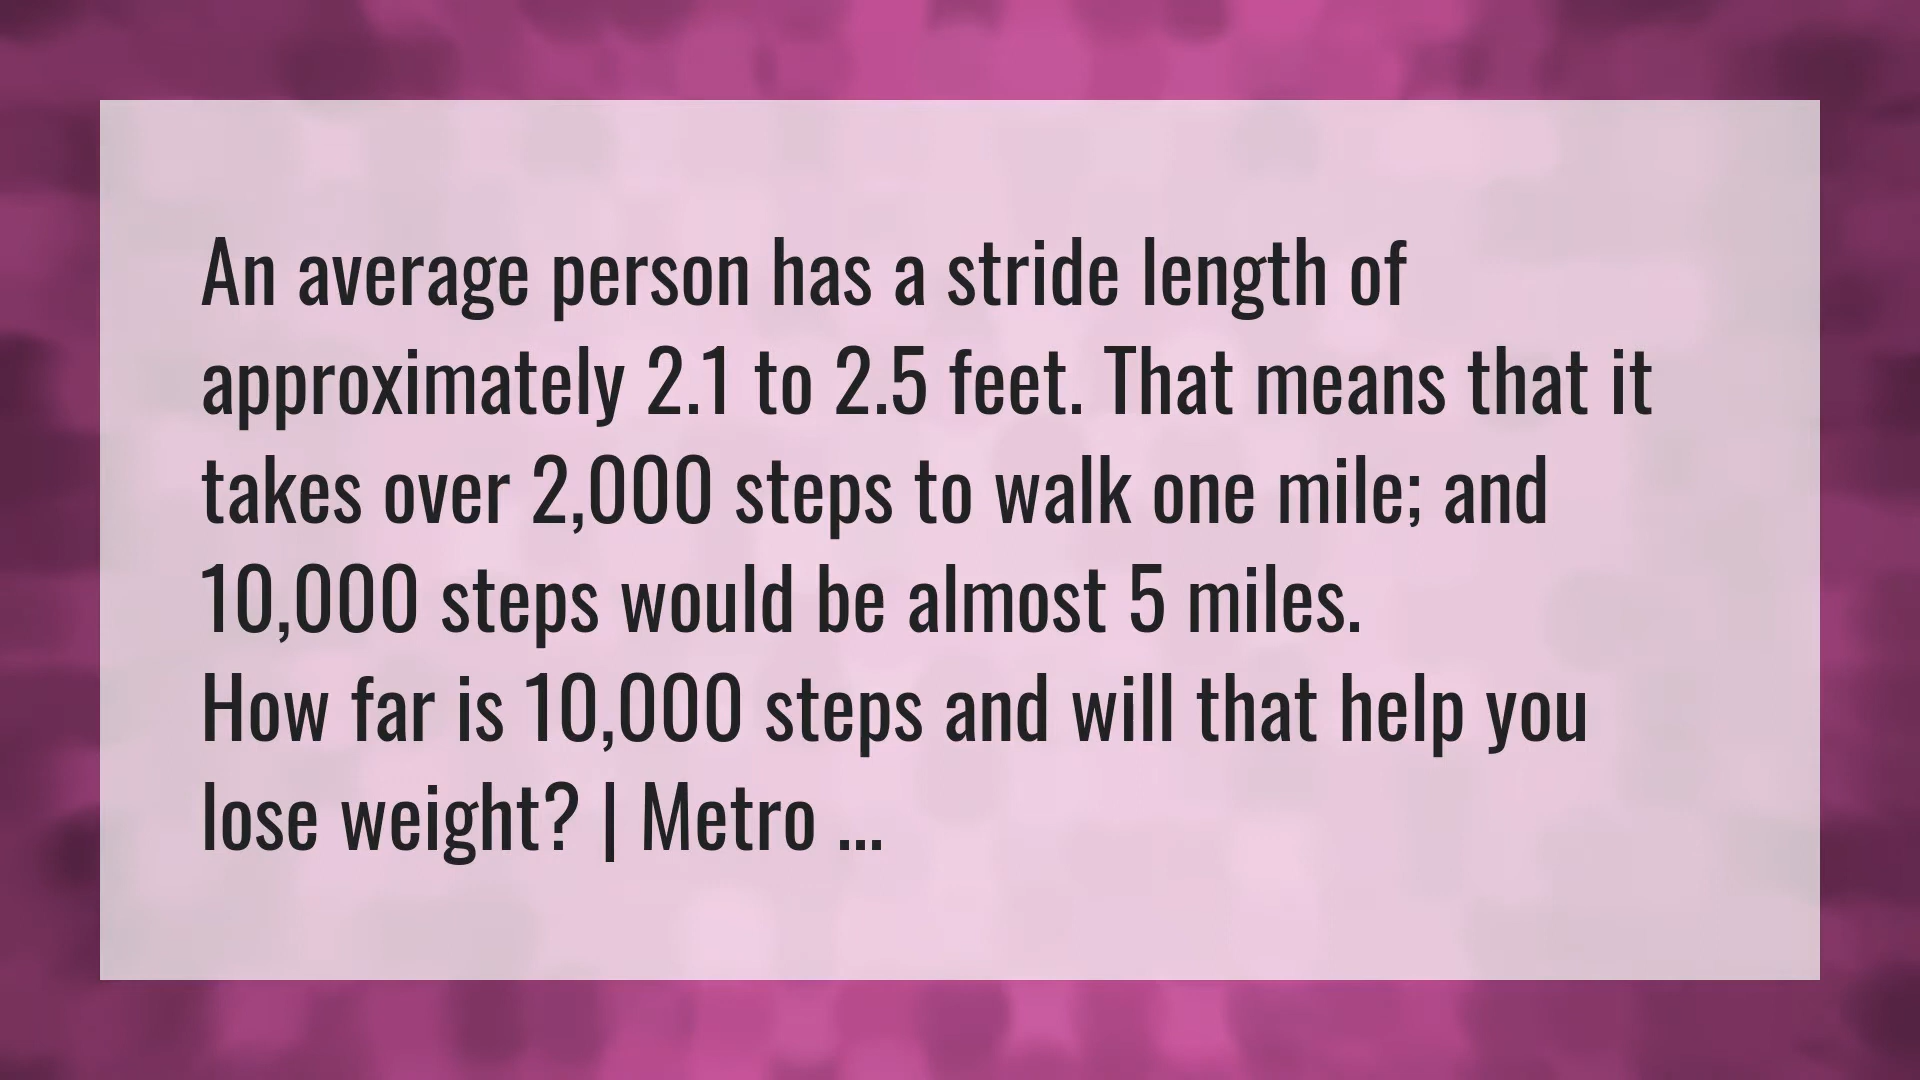 An average person has a stride length of
approximately 2.1 to 2.5 feet. That means that it
takes over 2,000 steps to walk one mile; and
10,000 steps would be almost 5 miles.
How far is 10,000 steps and will that help you
lose weight? | Metro ...